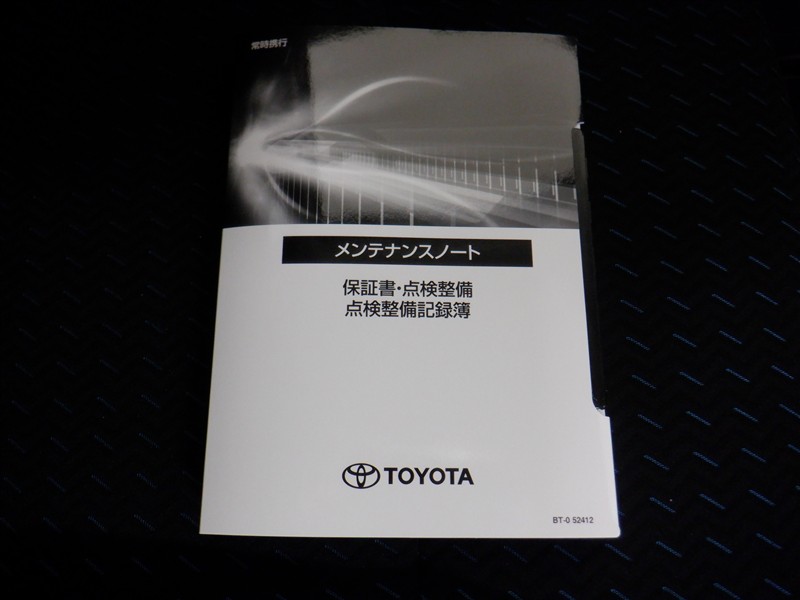 常時携行
メンテナンスノート
保証書・点検整備
点検整備記録簿
TOYOTA
BT-0 52412